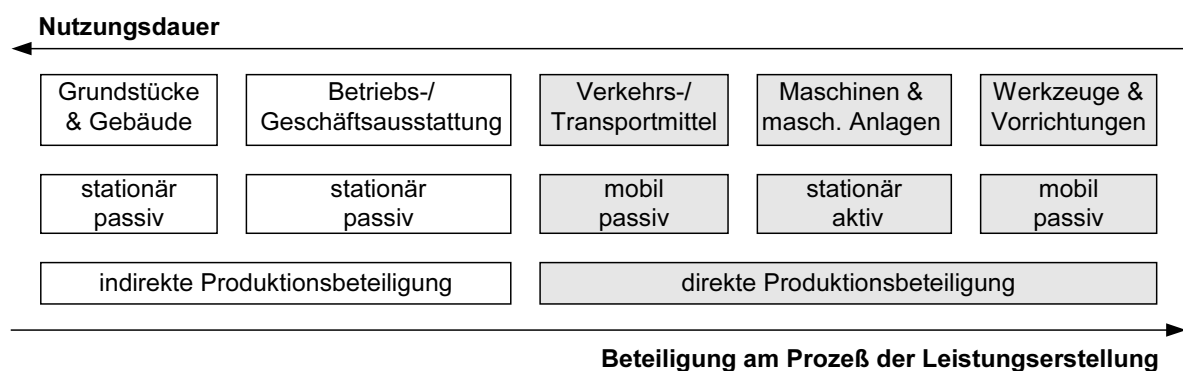 Nutzungsdauer
Grundstücke
& Gebäude
Betriebs-/
Geschäftsausstattung
Verkehrs-/
Transportmittel
Maschinen &
masch. Anlagen
Werkzeuge &
Vorrichtungen
stationär
passiv
stationär
passiv
mobil
passiv
stationär
aktiv
mobil
passiv
indirekte Produktionsbeteiligung
direkte Produktionsbeteiligung
Beteiligung am Prozeß der Leistungserstellung